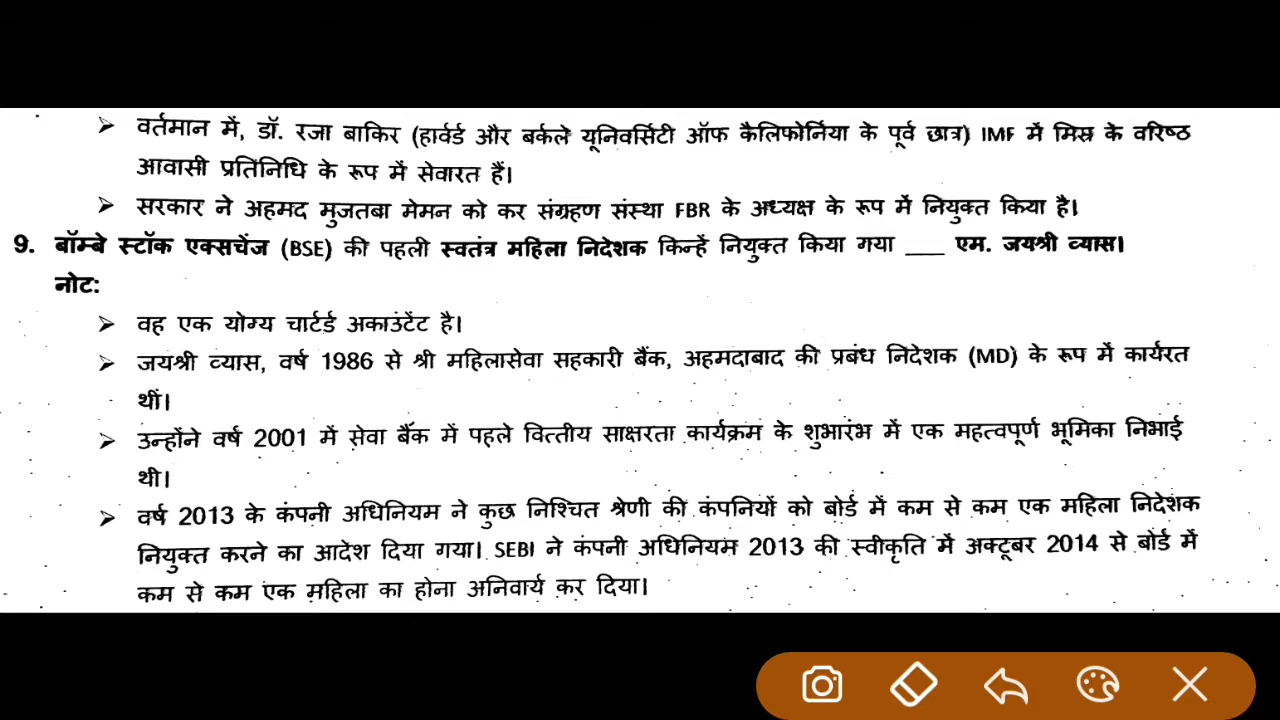 ➢ वर्तमान में, डॉ. रजा बाकिर (हार्वर्ड और बर्कले यूनिवर्सिटी ऑफ कैलिफोर्निया के पूर्व छात्र) IMF में मिस्र के वरिष्ठ
आवासी प्रतिनिधि के रूप में सेवारत हैं।
➢ सरकार ने अहमद मुजतबा मेमन को कर संग्रहण संस्था FBR के अध्यक्ष के रूप में नियुक्त किया है।
9. बॉम्बे स्टॉक एक्सचेंज (BSE) की पहली स्वतंत्र महिला निदेशक किन्हें नियुक्त किया गया ___ एम. जयश्री व्यास।
नोट:
➢ वह एक योग्य चार्टर्ड अकाउंटेंट है।
➢ जयश्री व्यास, वर्ष 1986 से श्री महिलासेवा सहकारी बैंक, अहमदाबाद की प्रबंध निदेशक (MD) के रूप में कार्यरत
थीं।
➢ उन्होंने वर्ष 2001 में सेवा बैंक में पहले वित्तीय साक्षरता कार्यक्रम के शुभारंभ में एक महत्वपूर्ण भूमिका निभाई
थी।
➢ वर्ष 2013 के कंपनी अधिनियम ने कुछ निश्चित श्रेणी की कंपनियों को बोर्ड में कम से कम एक महिला निदेशक
नियुक्त करने का आदेश दिया गया। SEBI ने कंपनी अधिनियम 2013 की स्वीकृति में अक्टूबर 2014 से बोर्ड में
कम से कम एक महिला का होना अनिवार्य कर दिया।